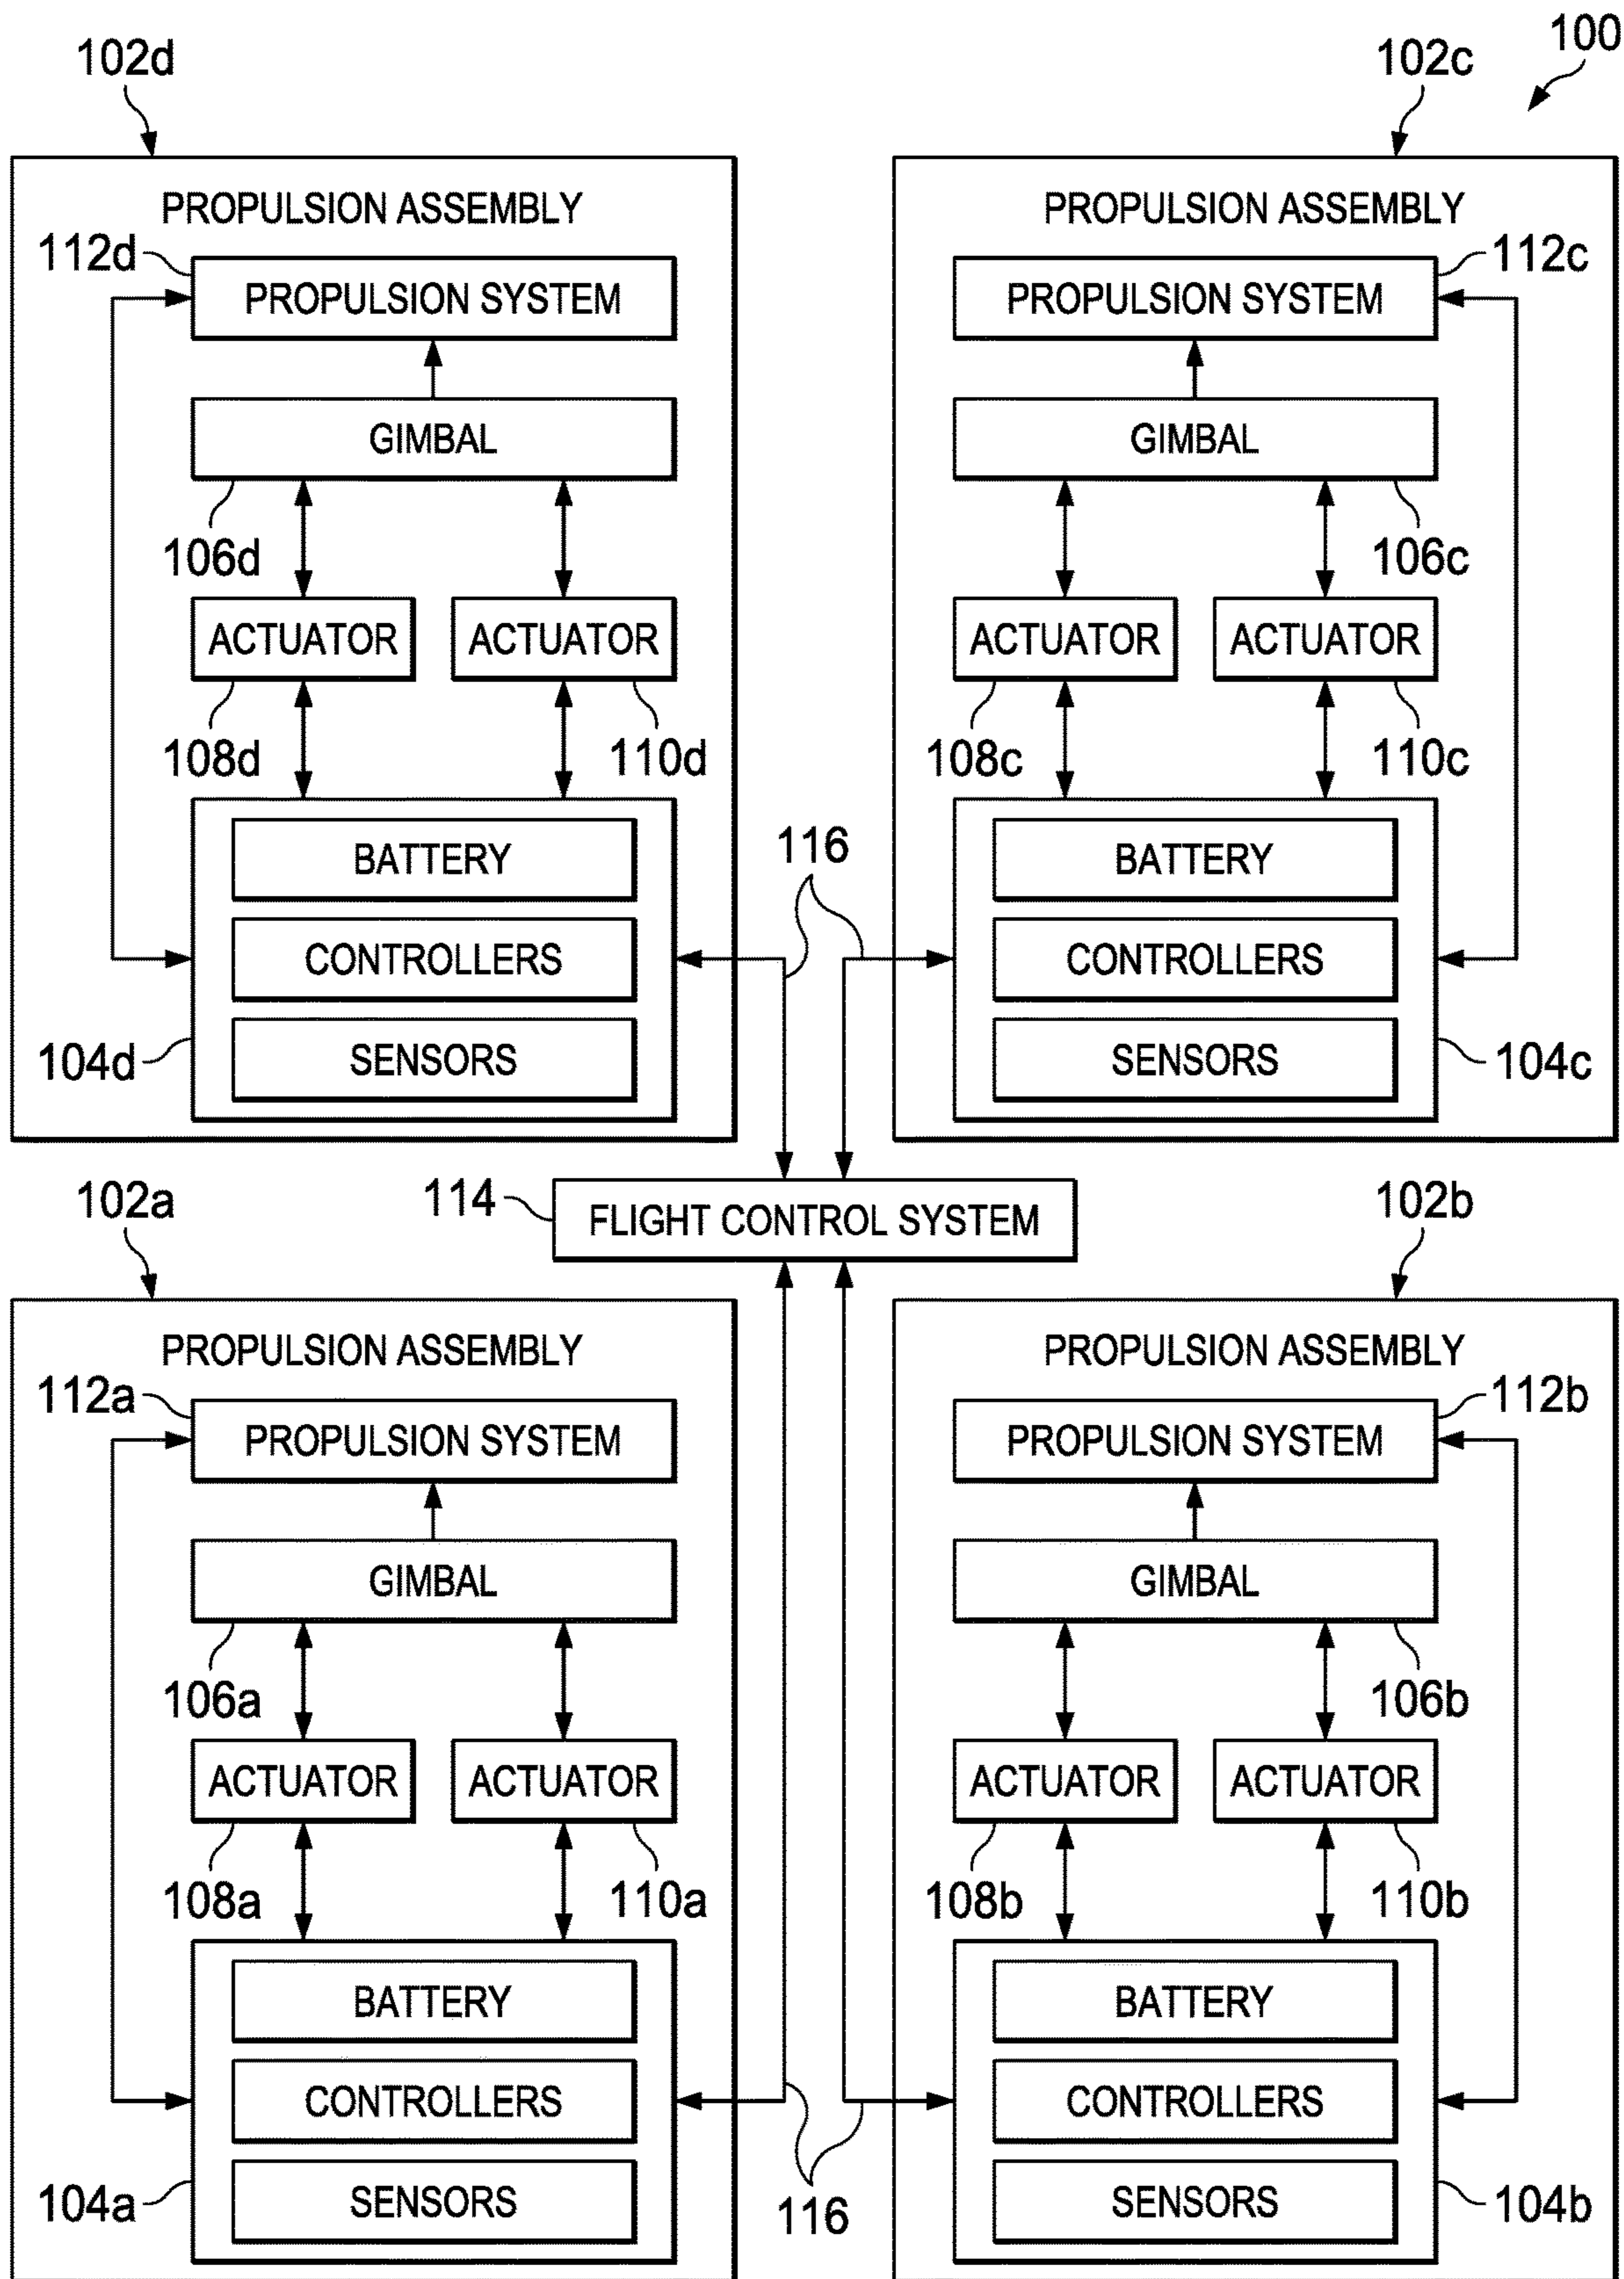 100
102d
102c
PROPULSION ASSEMBLY
PROPULSION ASSEMBLY
112d
112c
PROPULSION SYSTEM
PROPULSION SYSTEM
GIMBAL
GIMBAL
106d
106c
ACTUATOR
ACTUATOR
ACTUATOR
ACTUATOR
108d
110d
108c
110c
BATTERY
116
BATTERY
CONTROLLERS
CONTROLLERS
104d
SENSORS
SENSORS
104c
102a
114
FLIGHT CONTROL SYSTEM
102b
PROPULSION ASSEMBLY
PROPULSION ASSEMBLY
112a
112b
PROPULSION SYSTEM
PROPULSION SYSTEM
GIMBAL
GIMBAL
106a
106b
ACTUATOR
ACTUATOR
ACTUATOR
ACTUATOR
108a
110a
108b
110b
BATTERY
BATTERY
CONTROLLERS
CONTROLLERS
104a
SENSORS
116
SENSORS
104b